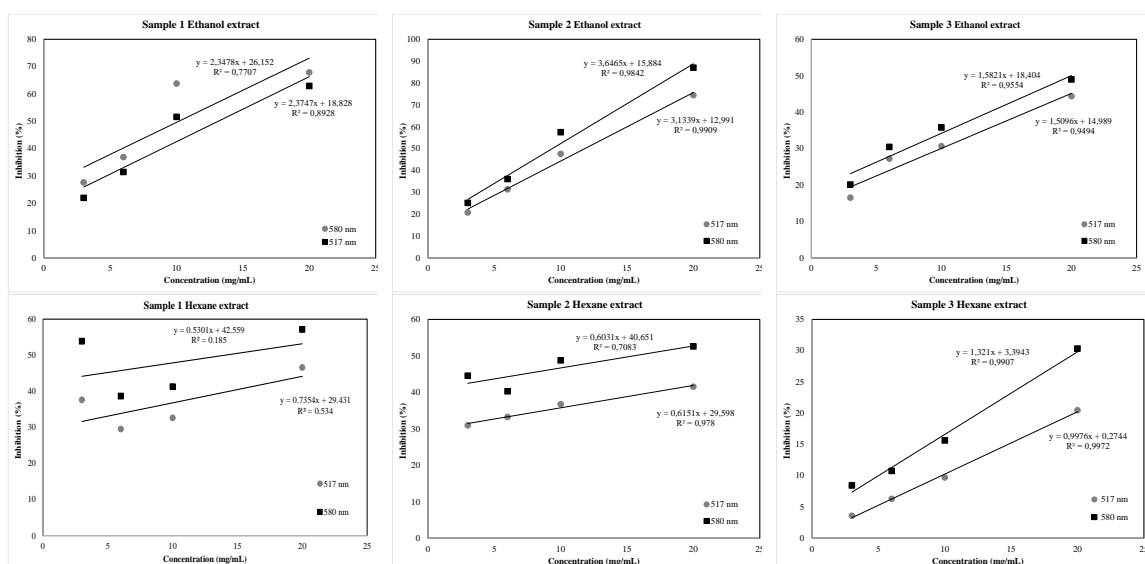 Sample 1 Ethanol extract
80
70
60
50
40
30
20
10
0
Inhibition (%)
y = 2,3478x + 26,152
R² = 0,7707
y = 2,3747x + 18,828
R² = 0,8928
580 nm
517 nm
0 5 10 15 20 25
Concentration (mg/mL)
Sample 2 Ethanol extract
100
90
80
70
60
50
40
30
20
10
0
Inhibition (%)
y = 3,6465x + 15,884
R² = 0,9842
y = 3,1339x + 12,991
R² = 0,9909
517 nm
580 nm
0 5 10 15 20 25
Concentration (mg/mL)
Sample 3 Ethanol extract
60
50
40
30
20
10
0
Inhibition (%)
y = 1,5821x + 18,404
R² = 0,9554
y = 1,5096x + 14,989
R² = 0,9494
517 nm
580 nm
0 5 10 15 20 25
Concentration (mg/mL)
Sample 1 Hexane extract
60
50
40
30
20
10
0
Inhibition (%)
y = 0.5301x + 42.559
R² = 0.185
y = 0.7354x + 29.431
R² = 0.534
517 nm
580 nm
0 5 10 15 20 25
Concentration (mg/mL)
Sample 2 Hexane extract
60
50
40
30
20
10
0
Inhibition (%)
y = 0,6031x + 40,651
R² = 0,7083
y = 0,6151x + 29,598
R² = 0,978
517 nm
580 nm
0 5 10 15 20 25
Concentration (mg/mL)
Sample 3 Hexane extract
35
30
25
20
15
10
5
0
Inhibition (%)
y = 1,321x + 3,3943
R² = 0,9907
y = 0,9976x + 0,2744
R² = 0,9972
517 nm
580 nm
0 5 10 15 20 25
Concentration (mg/mL)